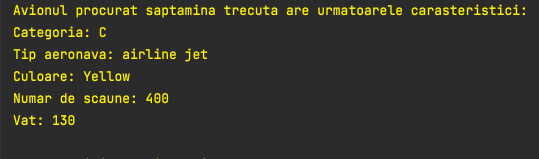 Avionul procurat saptamina trecuta are urmatoarele carasteristici:
Categoria: C
Tip aeronava: airline jet
Culoare: Yellow
Numar de scaune: 400
Vat: 130